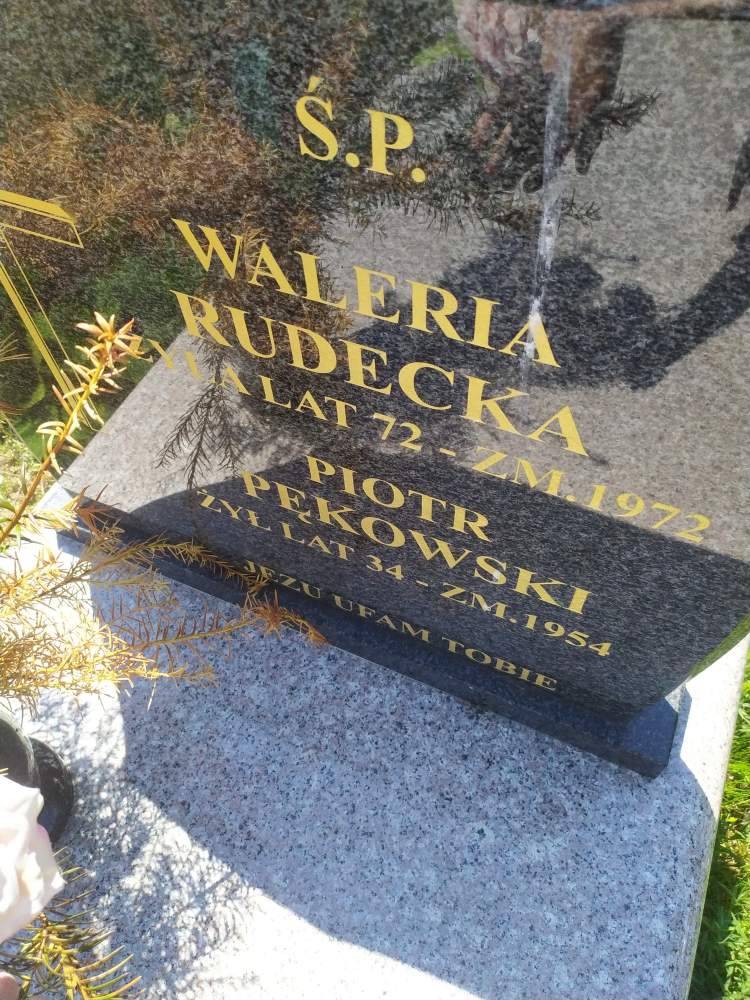 Ś.P.
WALERIA
RUDECKA
ŻYŁA LAT 72 - ZM.1972
PIOTR
PĘKOWSKI
ŻYŁ LAT 34 - ZM.1954
JEZU UFAM TOBIE